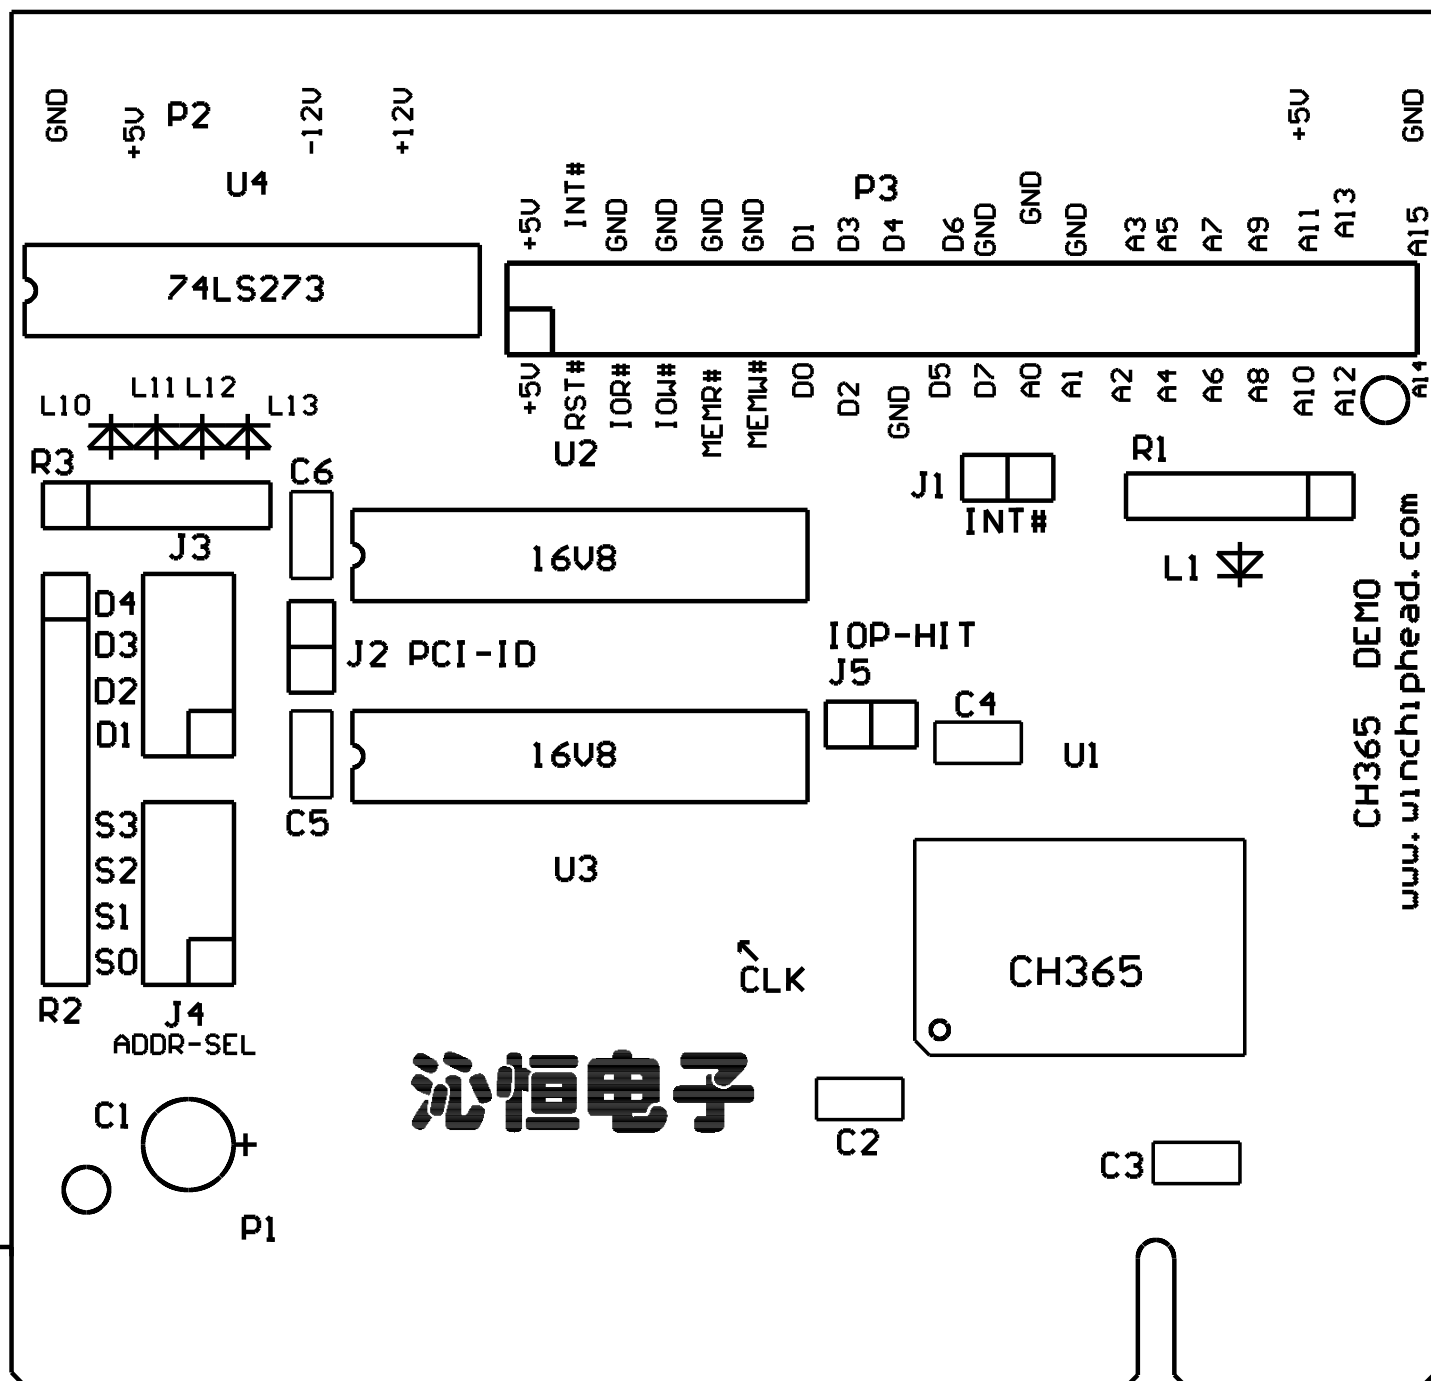 GND +5V P2 -12V +12V +5V GND
U4 P3
+5V INT# GND GND GND GND D1 D3 D4 D6 GND GND GND A3 A5 A7 A9 A11 A13 A15
74LS273
+5V RST# IOR# IOW# MEMR# MEMW# D0 D2 GND D5 D7 A0 A1 A2 A4 A6 A8 A10 A12 A14
L10 L11 L12 L13
R3 C6 U2 J1 R1
INT#
J3 16V8 L1
D4
D3 J2 PCI-ID IOP-HIT
D2 J5
D1 16V8 C4 U1
S3 C5
S2 U3
S1
S0 CLK CH365
R2 J4
ADDR-SEL
沁恒电子
C1 C2
C3
P1
CH365 DEMO
www.winchiphead.com